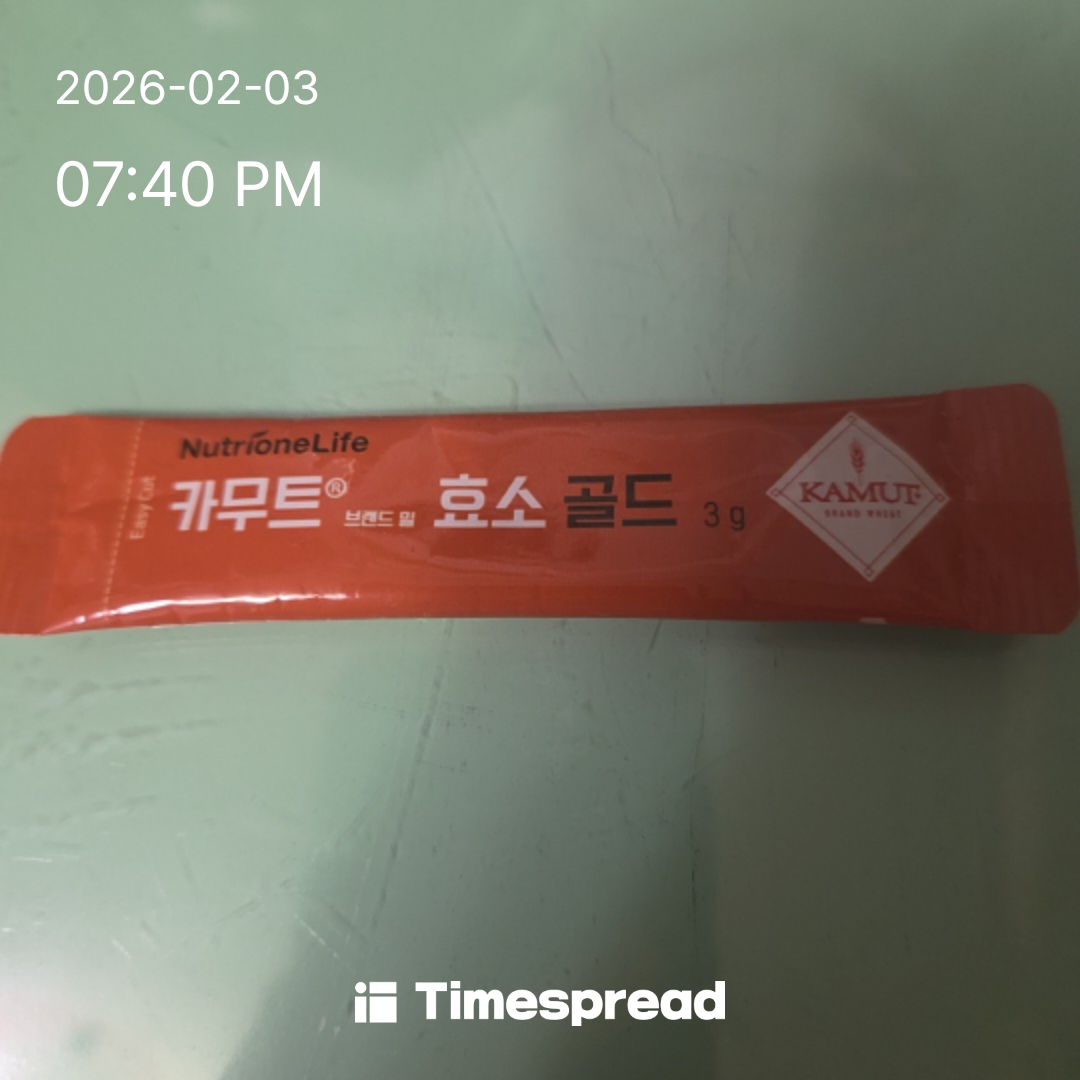 2026-02-03
07:40 PM
NutrioneLife
Easy Cut
카무트® 브랜드 밀 효소 골드 3 g
KAMUT
BRAND WHEAT
Timespread